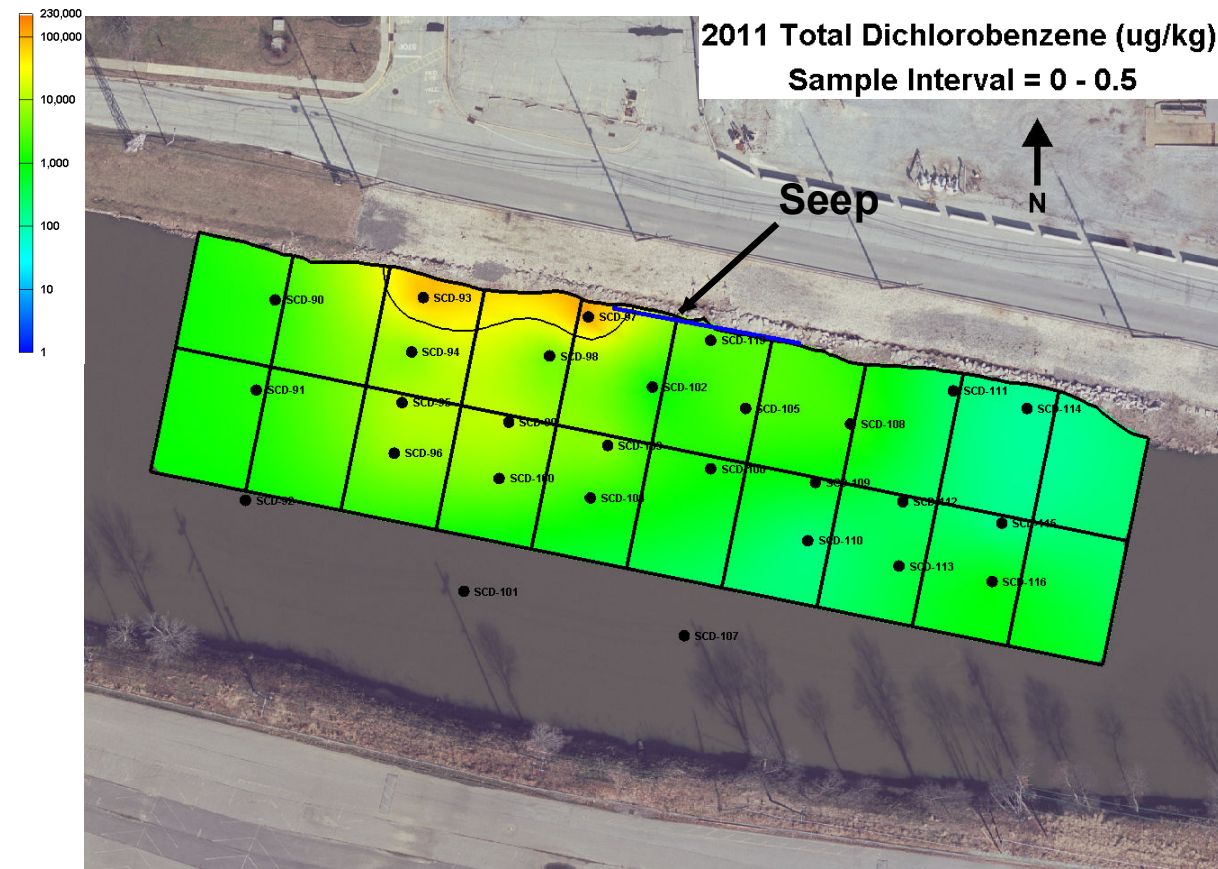 230,000
100,000
10,000
1,000
100
10
1
2011 Total Dichlorobenzene (ug/kg)
Sample Interval = 0 - 0.5
N
Seep
SCD-90
SCD-93
SCD-97
SCD-119
SCD-94
SCD-98
SCD-91
SCD-95
SCD-102
SCD-105
SCD-111
SCD-114
SCD-99
SCD-108
SCD-103
SCD-96
SCD-106
SCD-100
SCD-109
SCD-92
SCD-104
SCD-112
SCD-115
SCD-110
SCD-113
SCD-116
SCD-101
SCD-107